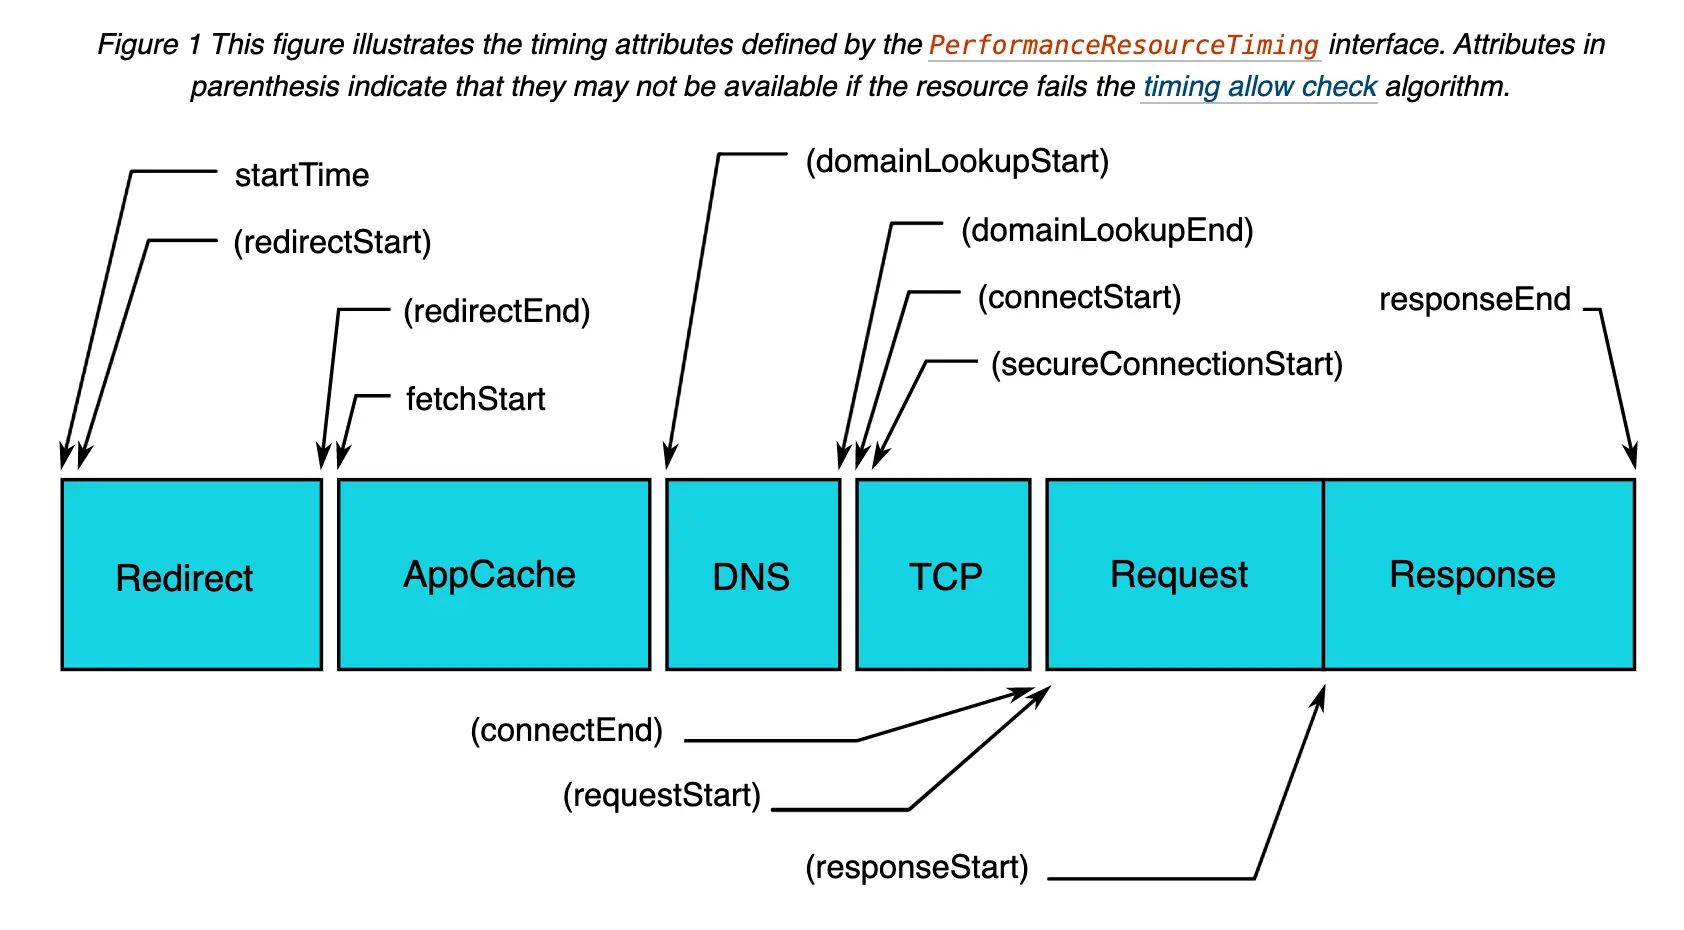 Figure 1 This figure illustrates the timing attributes defined by the PerformanceResourceTiming interface. Attributes in
parenthesis indicate that they may not be available if the resource fails the timing allow check algorithm.
startTime
(redirectStart)
(redirectEnd)
fetchStart
(domainLookupStart)
(domainLookupEnd)
(connectStart)
(secureConnectionStart)
responseEnd
Redirect
AppCache
DNS
TCP
Request
Response
(connectEnd)
(requestStart)
(responseStart)